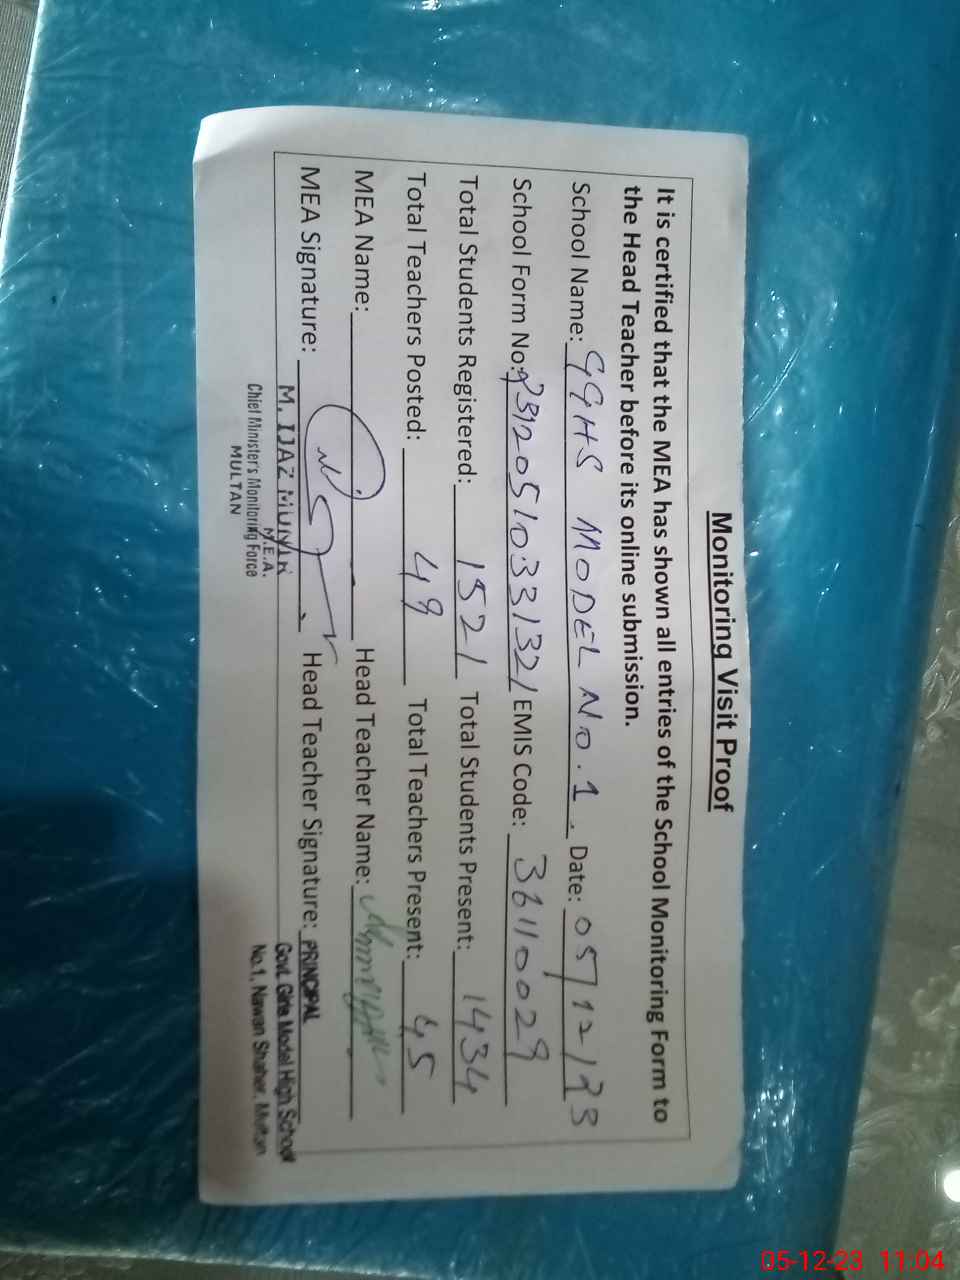 Monitoring Visit Proof
It is certified that the MEA has shown all entries of the School Monitoring Form to
the Head Teacher before its online submission.
School Name: GGHS MODEL No.1. Date: 05/12/23
School Form No: EMIS Code: 36110029
Total Students Registered: 1521 Total Students Present: 1434
Total Teachers Posted: 49 Total Teachers Present: 45
MEA Name: Head Teacher Name:
MEA Signature: Head Teacher Signature: PRINCIPAL
M. IJAZ
M.E.A.
Chief Minister's Monitoring Force
MULTAN
Govt. Girls Model High School
No.1, Nawan Shaher, Multan
05-12-23 11:04